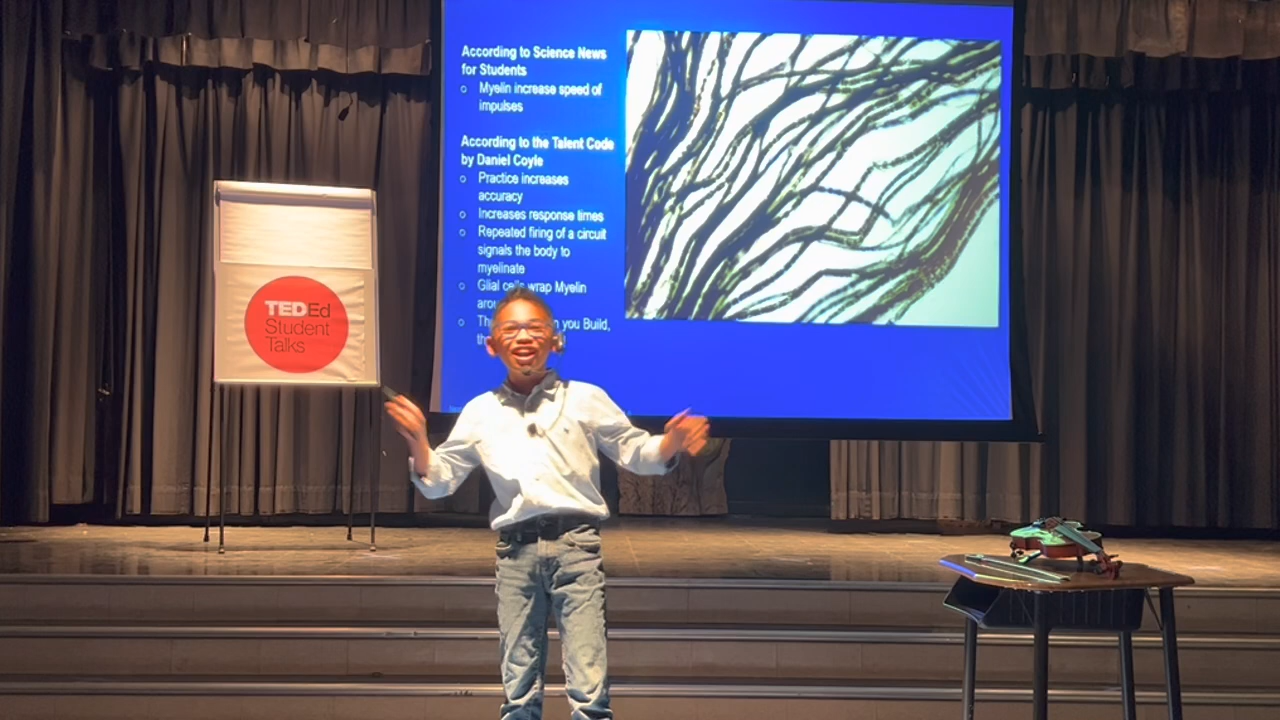 According to Science News
for Students
Myelin increase speed of
impulses
According to the Talent Code
by Daniel Coyle
Practice increases
accuracy
Increases response times
Repeated firing of a circuit
signals the body to
myelinate
Glial cells wrap Myelin
you Build,
TEDEd
Student
Talks